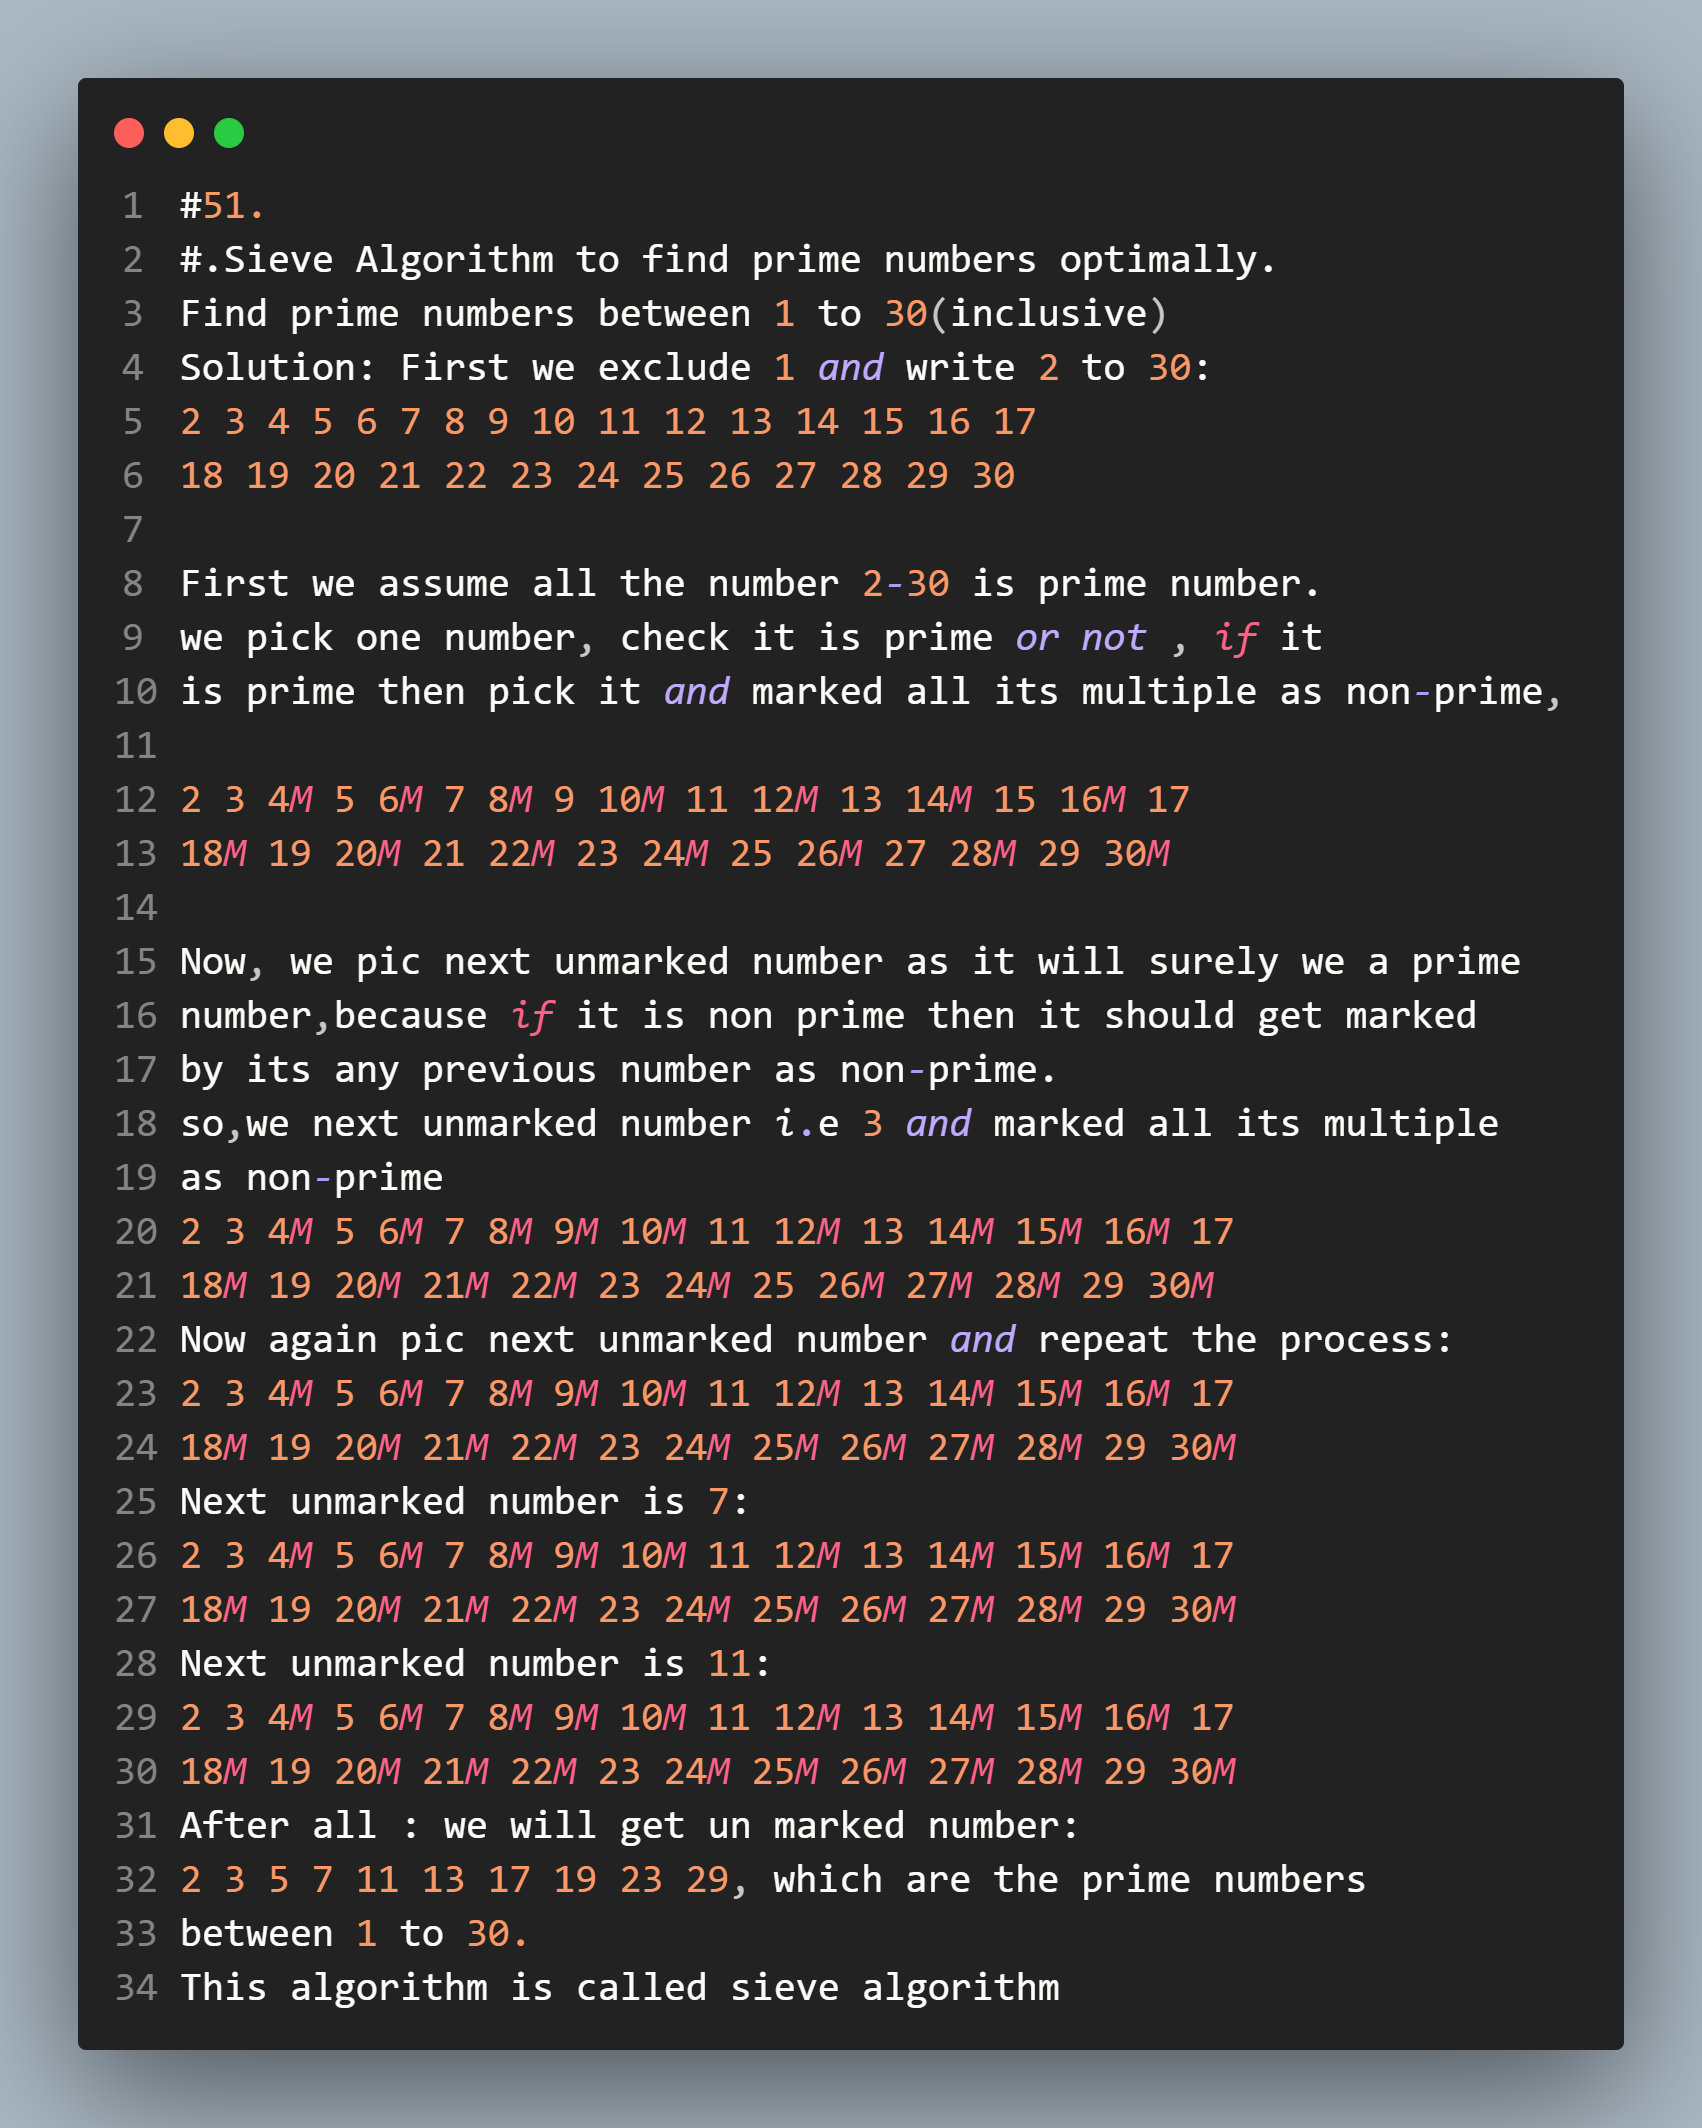 1 #51.
2 #.Sieve Algorithm to find prime numbers optimally.
3 Find prime numbers between 1 to 30(inclusive)
4 Solution: First we exclude 1 and write 2 to 30:
5 2 3 4 5 6 7 8 9 10 11 12 13 14 15 16 17
6 18 19 20 21 22 23 24 25 26 27 28 29 30
7
8 First we assume all the number 2-30 is prime number.
9 we pick one number, check it is prime or not , if it
10 is prime then pick it and marked all its multiple as non-prime,
11
12 2 3 4M 5 6M 7 8M 9 10M 11 12M 13 14M 15 16M 17
13 18M 19 20M 21 22M 23 24M 25 26M 27 28M 29 30M
14
15 Now, we pic next unmarked number as it will surely we a prime
16 number,because if it is non prime then it should get marked
17 by its any previous number as non-prime.
18 so,we next unmarked number i.e 3 and marked all its multiple
19 as non-prime
20 2 3 4M 5 6M 7 8M 9M 10M 11 12M 13 14M 15M 16M 17
21 18M 19 20M 21M 22M 23 24M 25 26M 27M 28M 29 30M
22 Now again pic next unmarked number and repeat the process:
23 2 3 4M 5 6M 7 8M 9M 10M 11 12M 13 14M 15M 16M 17
24 18M 19 20M 21M 22M 23 24M 25M 26M 27M 28M 29 30M
25 Next unmarked number is 7:
26 2 3 4M 5 6M 7 8M 9M 10M 11 12M 13 14M 15M 16M 17
27 18M 19 20M 21M 22M 23 24M 25M 26M 27M 28M 29 30M
28 Next unmarked number is 11:
29 2 3 4M 5 6M 7 8M 9M 10M 11 12M 13 14M 15M 16M 17
30 18M 19 20M 21M 22M 23 24M 25M 26M 27M 28M 29 30M
31 After all : we will get un marked number:
32 2 3 5 7 11 13 17 19 23 29, which are the prime numbers
33 between 1 to 30.
34 This algorithm is called sieve algorithm